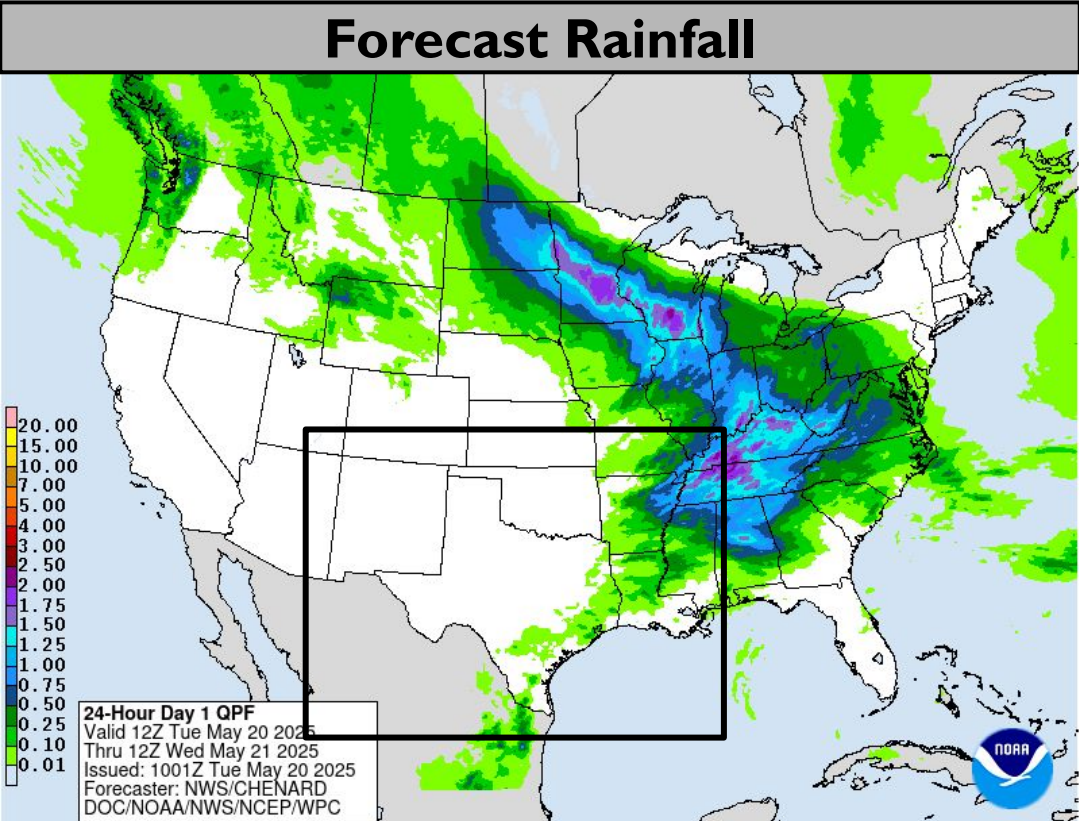 Forecast Rainfall
20.00
15.00
10.00
7.00
5.00
4.00
3.00
2.50
2.00
1.75
1.50
1.25
1.00
0.75
0.50
0.25
0.10
0.01
24-Hour Day 1 QPF
Valid 12Z Tue May 20 2025
Thru 12Z Wed May 21 2025
Issued: 1001Z Tue May 20 2025
Forecaster: NWS/CHENARD
DOC/NOAA/NWS/NCEP/WPC
NOAA